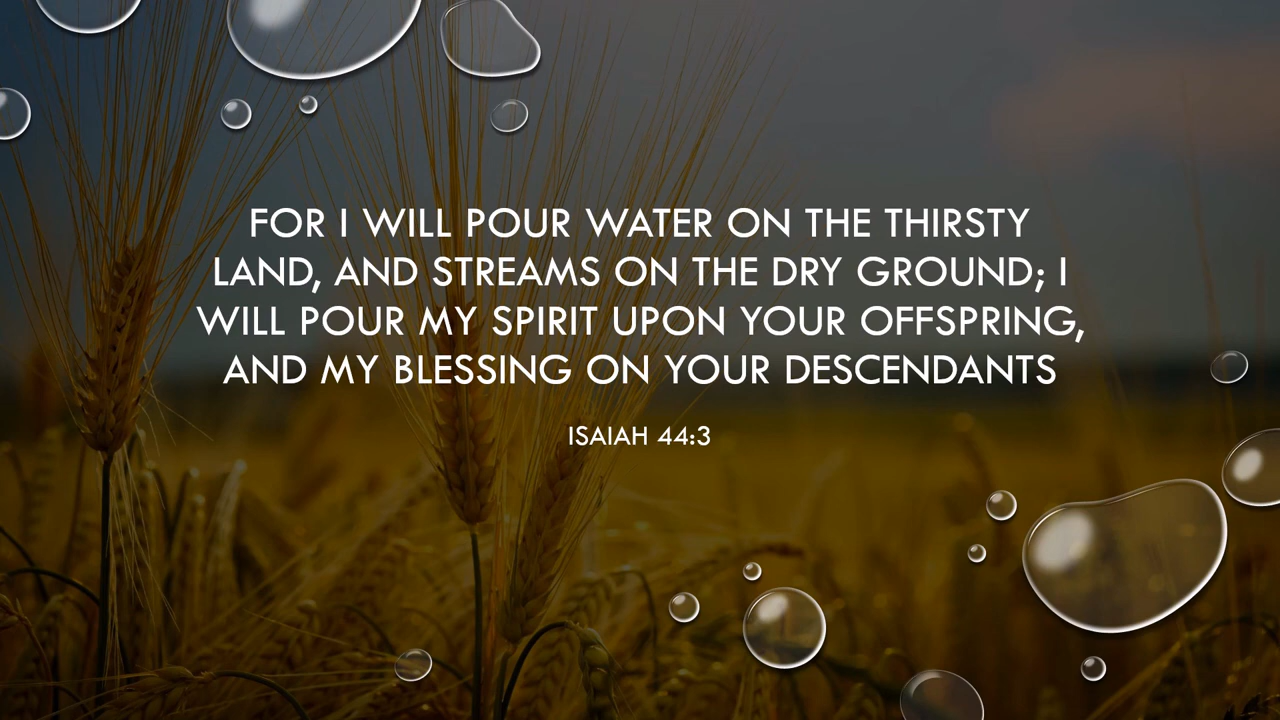 FOR I WILL POUR WATER ON THE THIRSTY
LAND, AND STREAMS ON THE DRY GROUND; I
WILL POUR MY SPIRIT UPON YOUR OFFSPRING,
AND MY BLESSING ON YOUR DESCENDANTS
ISAIAH 44:3